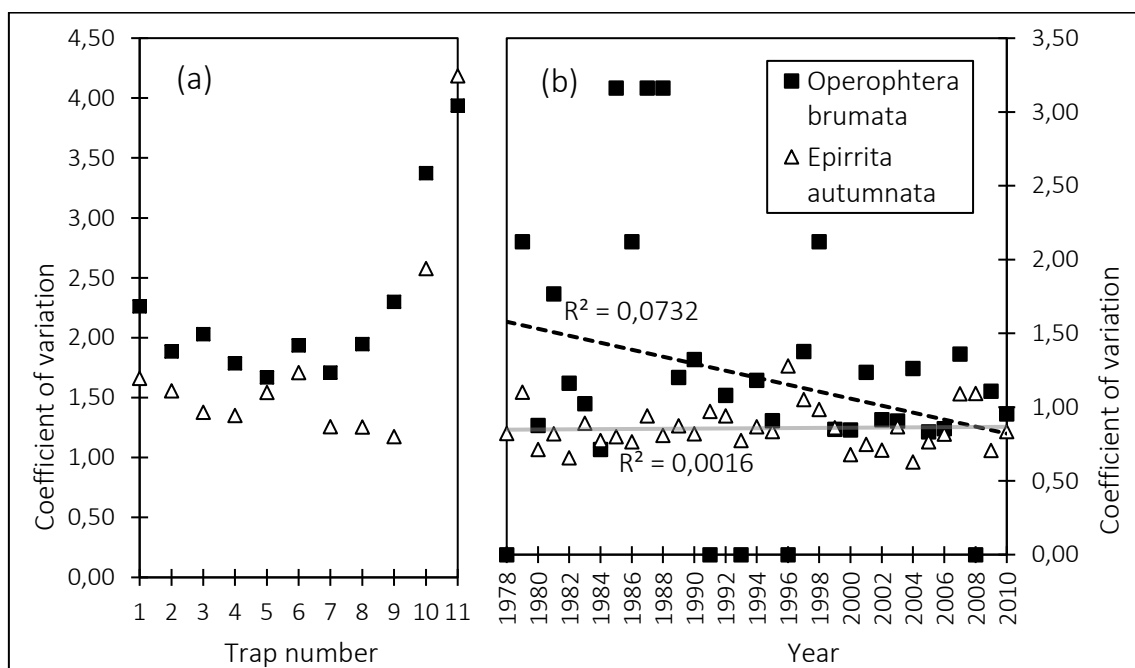 4,50
4,00
3,50
3,00
2,50
2,00
1,50
1,00
0,50
0,00
Coefficient of variation
(a)
1 2 3 4 5 6 7 8 9 10 11
Trap number
(b)
Operophtera
brumata
Epirrita
autumnata
R² = 0,0732
R² = 0,0016
3,50
3,00
2,50
2,00
1,50
1,00
0,50
0,00
Coefficient of variation
1978 1980 1982 1984 1986 1988 1990 1992 1994 1996 1998 2000 2002 2004 2006 2008 2010
Year